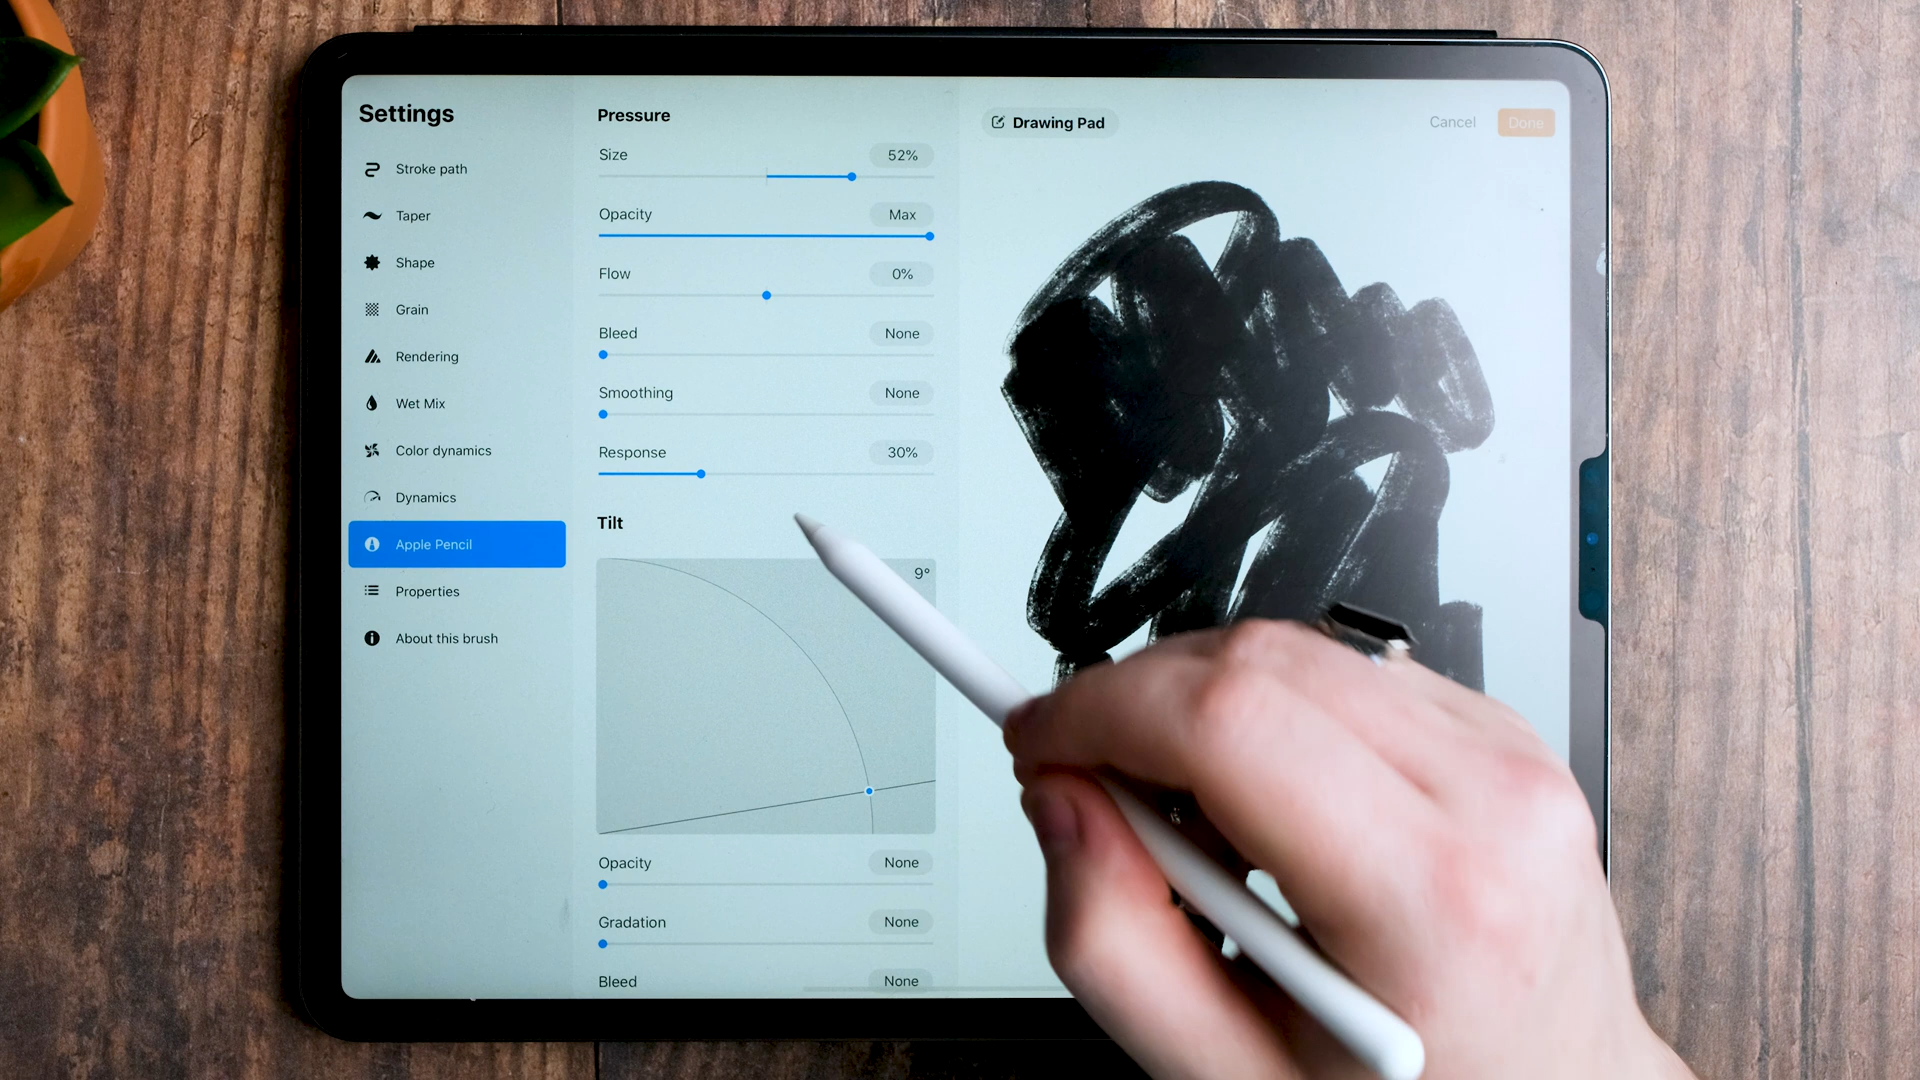 Settings
Stroke path
Taper
Shape
Grain
Rendering
Wet Mix
Color dynamics
Dynamics
Apple Pencil
Properties
About this brush
Pressure
Size 52%
Opacity Max
Flow 0%
Bleed None
Smoothing None
Response 30%
Tilt
9°
Opacity None
Gradation None
Bleed None
Drawing Pad
Cancel
Done